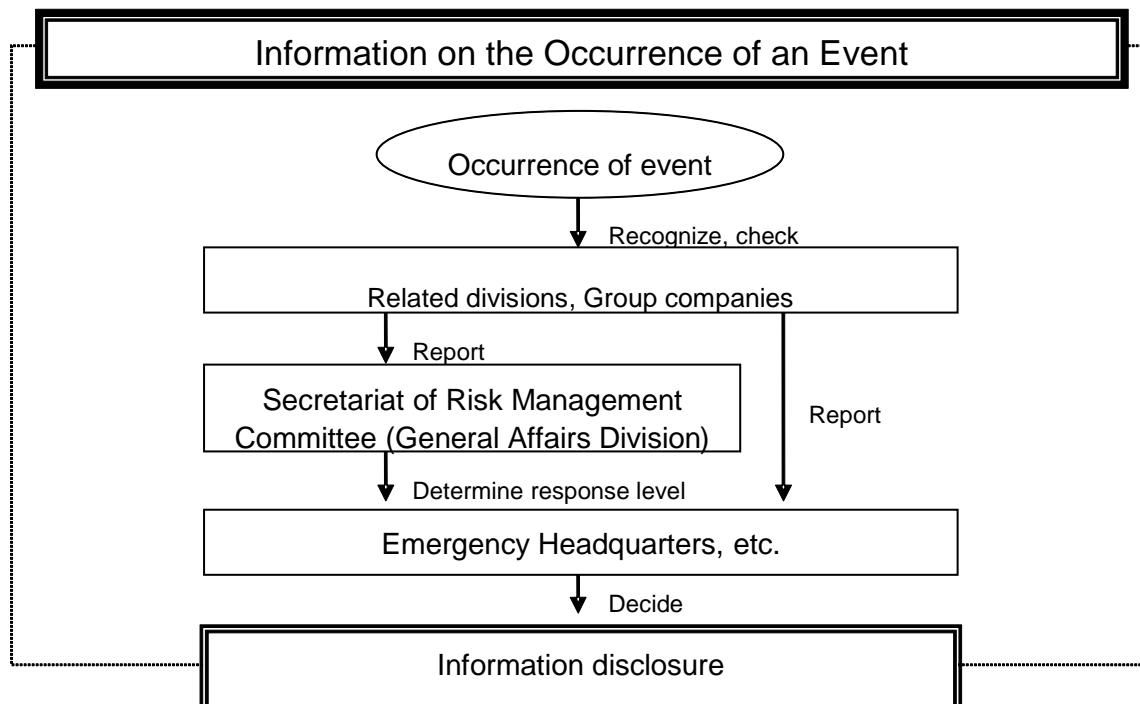 Information on the Occurrence of an Event
Occurrence of event
Recognize, check
Related divisions, Group companies
Report
Secretariat of Risk Management
Committee (General Affairs Division)
Report
Determine response level
Emergency Headquarters, etc.
Decide
Information disclosure